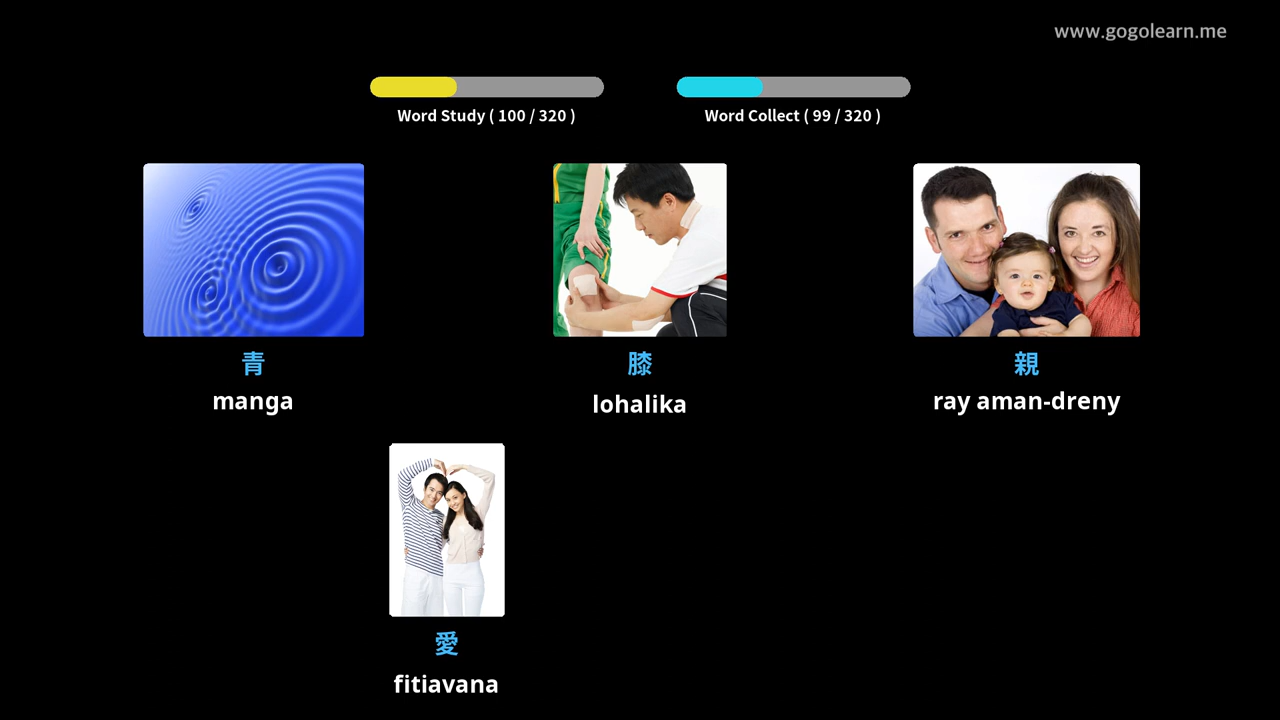 www.gogolearn.me
Word Study ( 100 / 320 )
Word Collect ( 99 / 320 )
青
manga
膝
lohalika
親
ray aman-dreny
愛
fitiavana